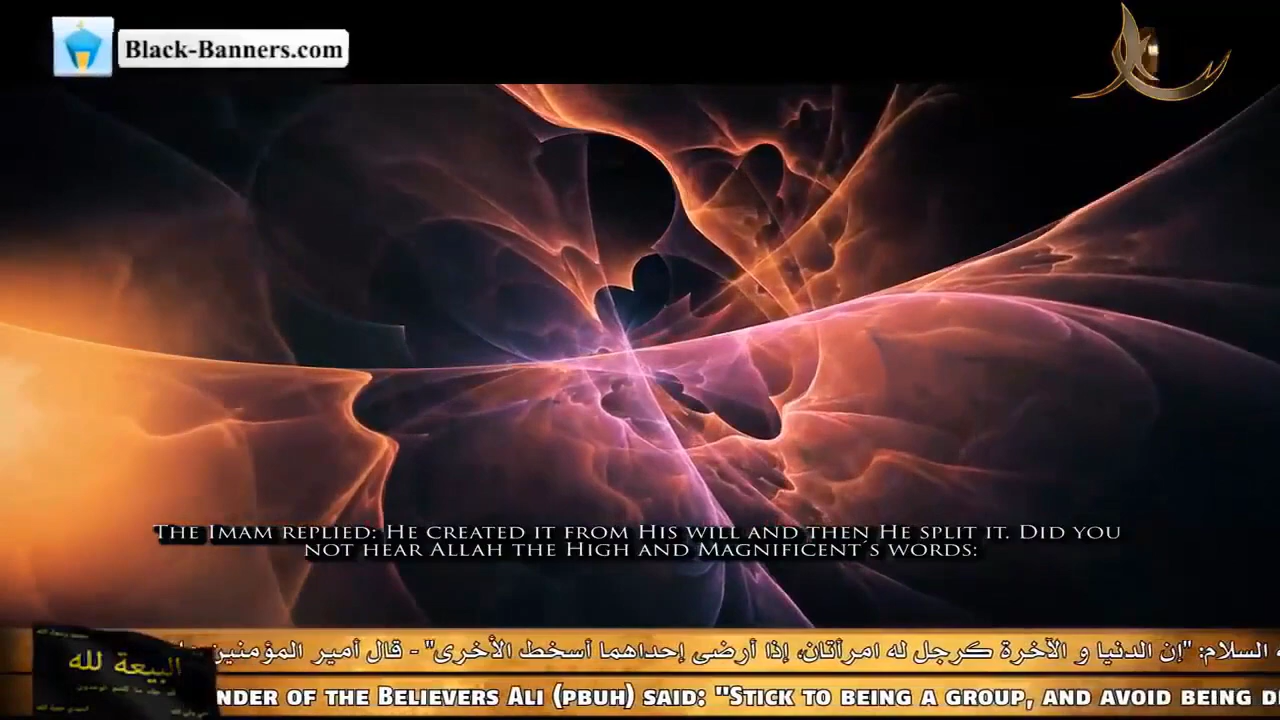 Black-Banners.com
THE IMAM REPLIED: HE CREATED IT FROM HIS WILL AND THEN HE SPLIT IT. DID YOU
NOT HEAR ALLAH THE HIGH AND MAGNIFICENT´S WORDS:
السلام: "إن الدنيا و الآخرة كرجل له امرأتان، إذا أرضى إحداهما أسخط الأخرى" - قال أمير المؤمنين
البيعة لله
NDER OF THE BELIEVERS ALI (PBUH) SAID: "STICK TO BEING A GROUP, AND AVOID BEING D